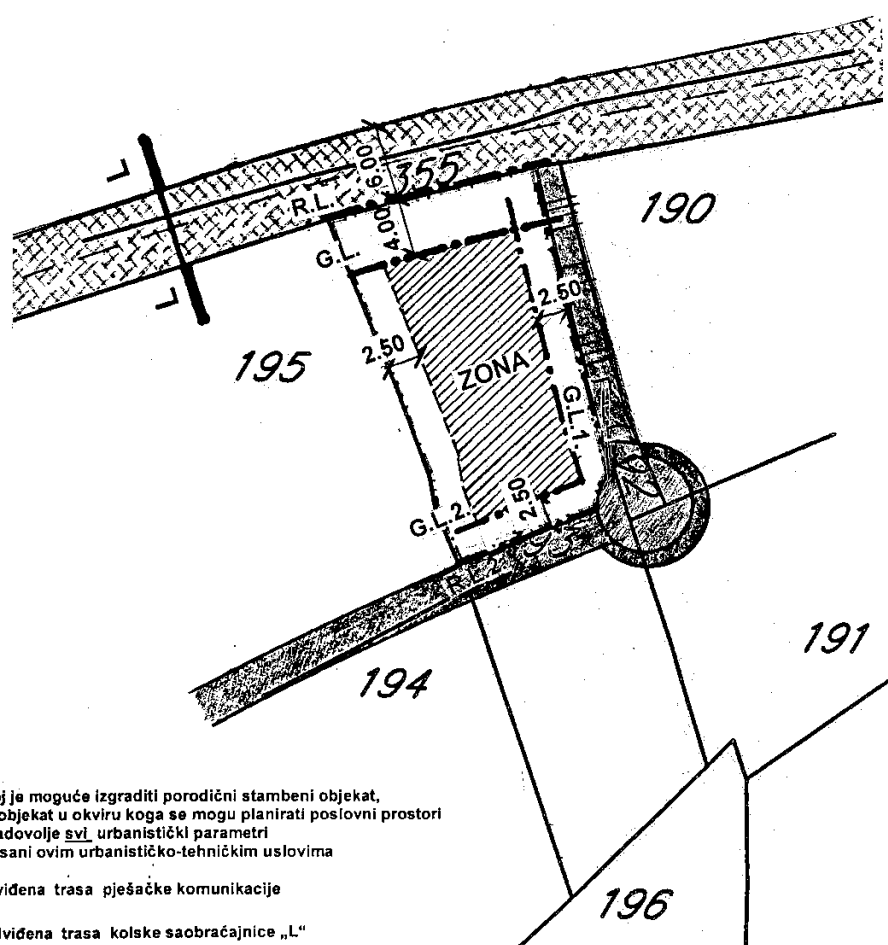 355
6.00
R.L.
L
190
4.00
G.L.
L
2.50
195
2.50
ZONA
G.L.1.
2.50
G.L.2.
R.L.2.
191
194
j je moguće izgraditi porodični stambeni objekat,
objekat u okviru koga se mogu planirati poslovni prostori
adovolje svi urbanistički parametri
sani ovim urbanističko-tehničkim uslovima
viđena trasa pješačke komunikacije
196
viđena trasa kolske saobraćajnice „L“